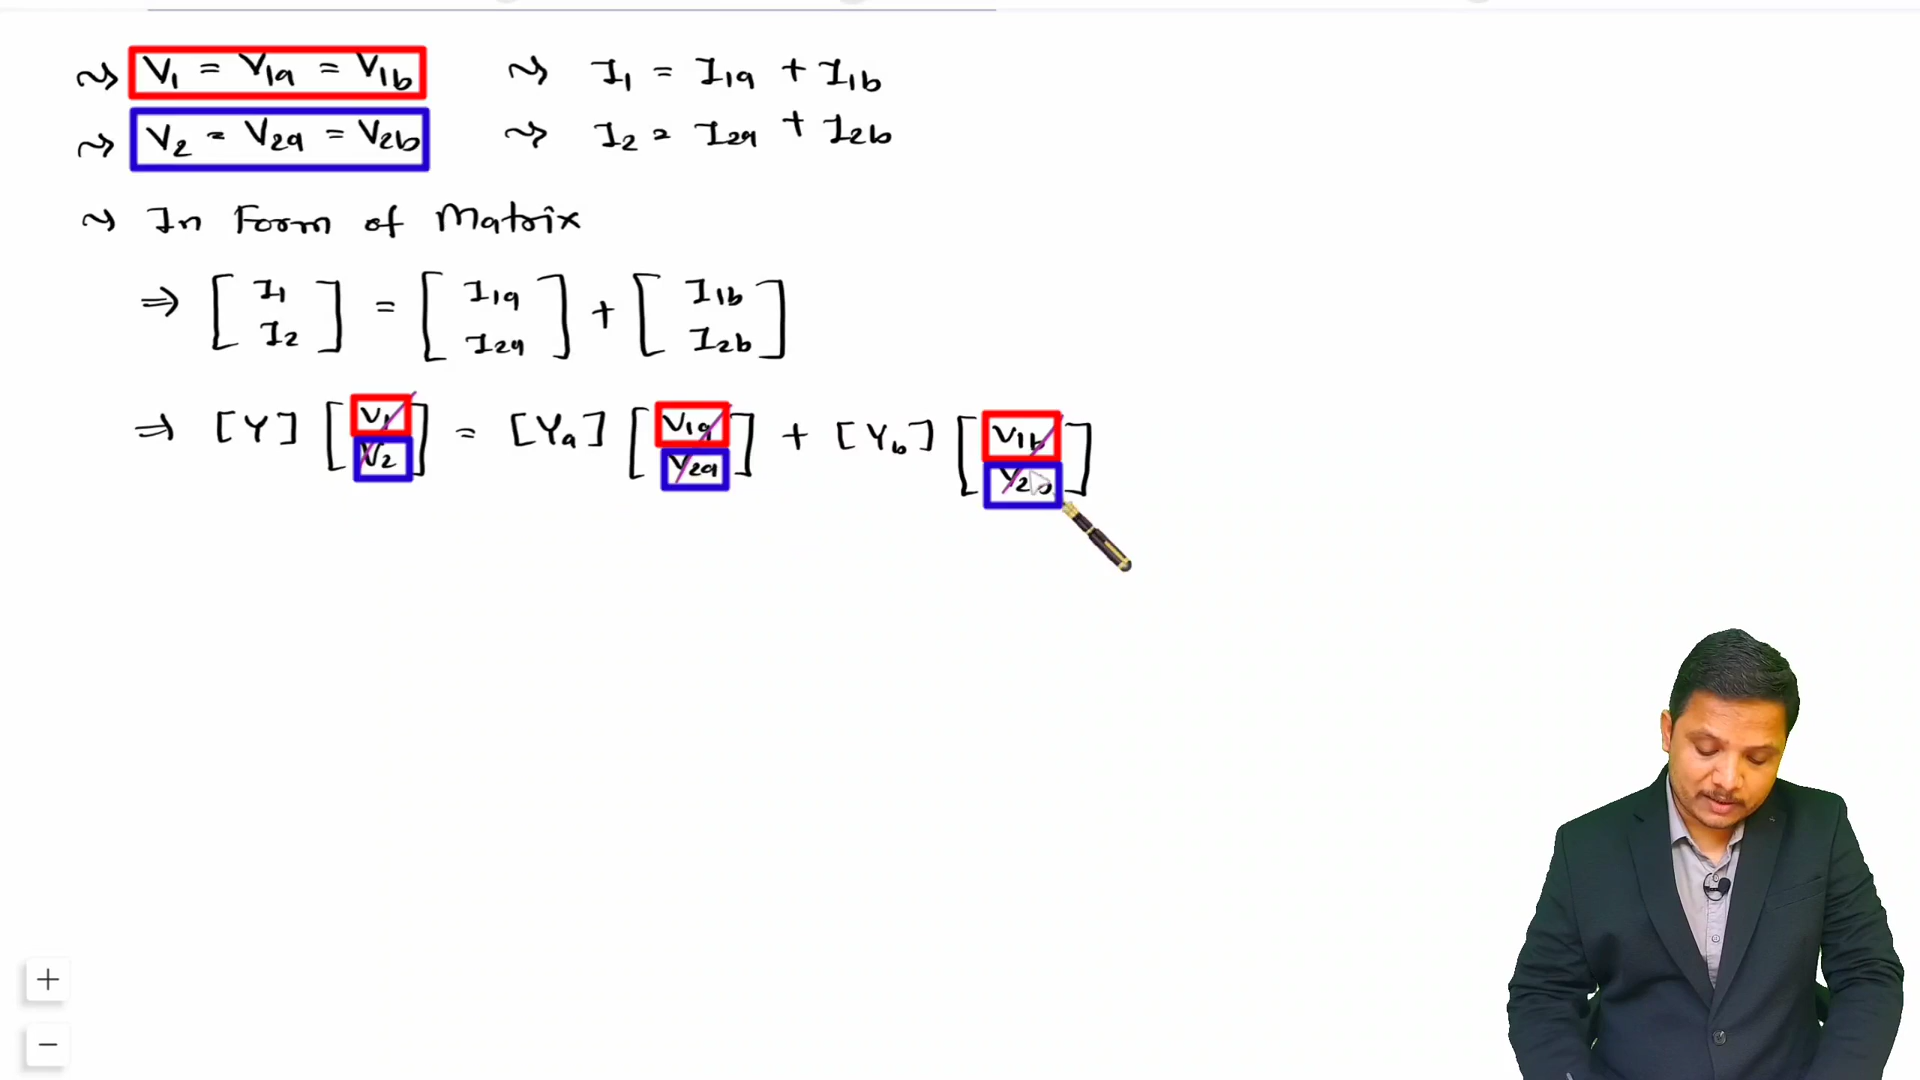 ~> V1 = V1a = V1b
~> I1 = I1a + I1b
~> V2 = V2a = V2b
~> I2 = I2a + I2b
~> In Form of Matrix
⇒ [ I1 I2 ] = [ I1a I2a ] + [ I1b I2b ]
⇒ [Y] [ V1 V2 ] = [Ya] [ V1a V2a ] + [Yb] [ V1b V2b ]
+
−